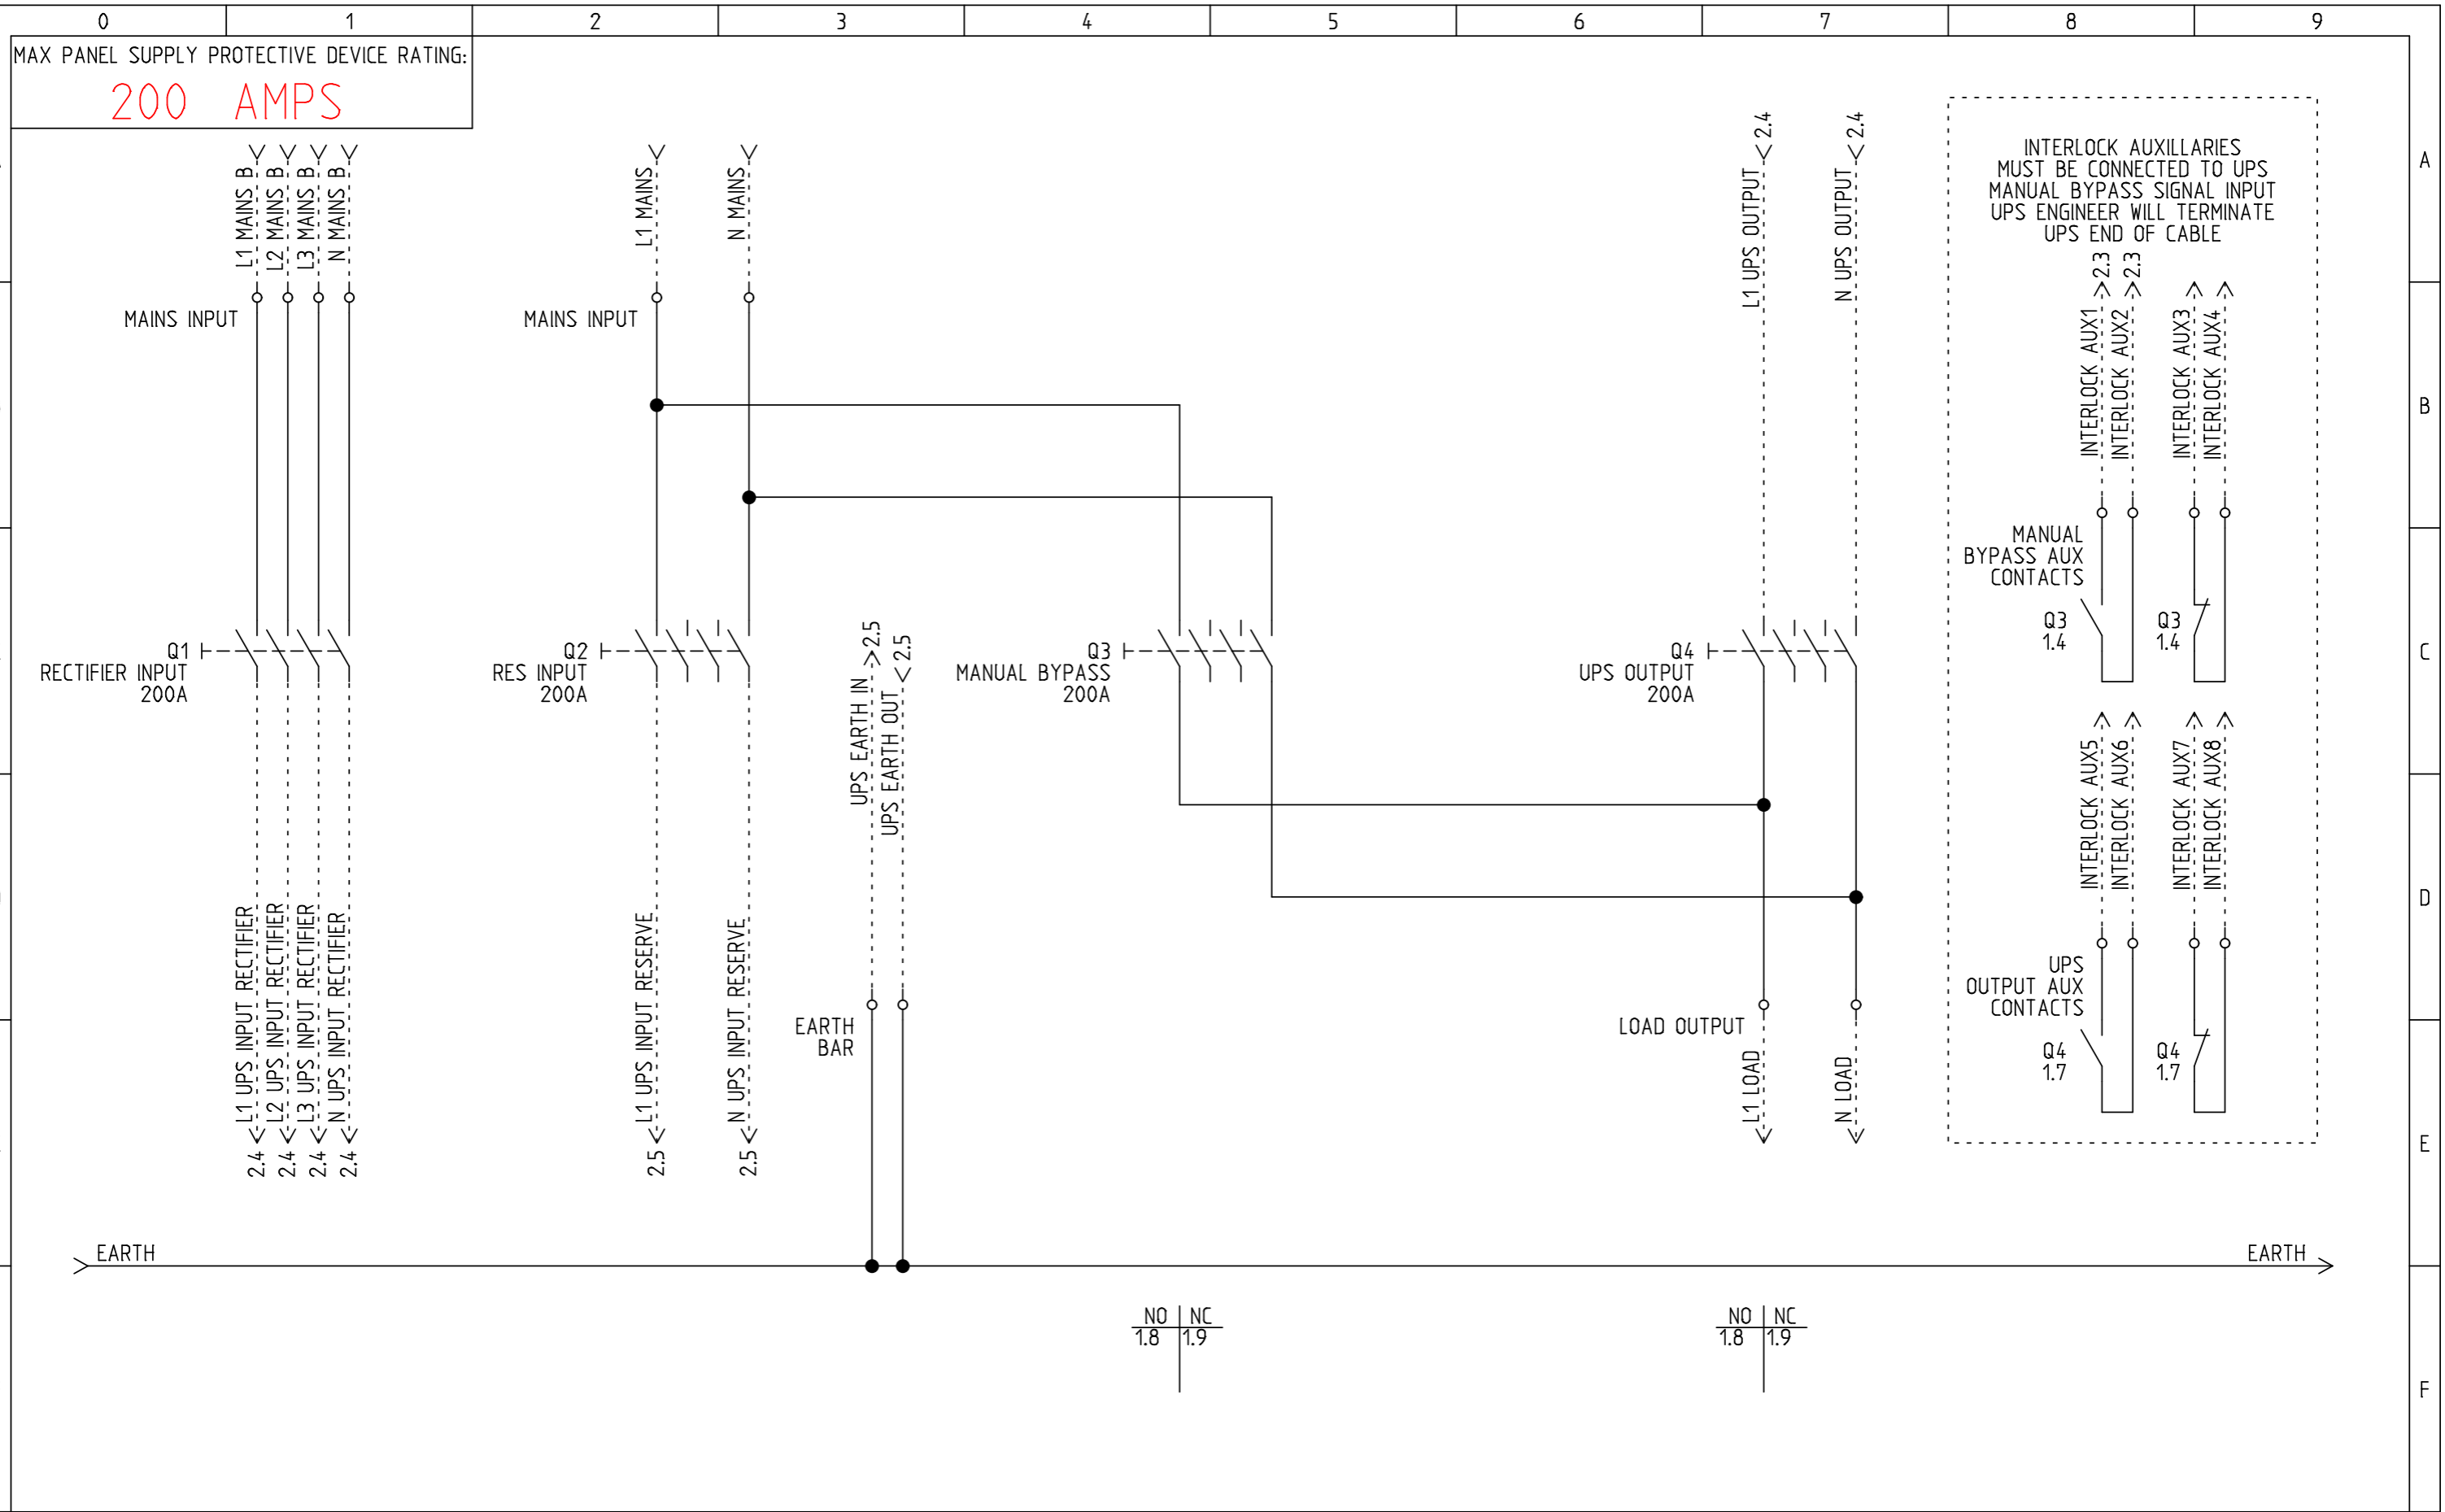 0 1 2 3 4 5 6 7 8 9
MAX PANEL SUPPLY PROTECTIVE DEVICE RATING:
200 AMPS
L1 MAINS B
L2 MAINS B
L3 MAINS B
N MAINS B
MAINS INPUT
L1 MAINS
N MAINS
MAINS INPUT
L1 UPS OUTPUT
2.4
N UPS OUTPUT
2.4
INTERLOCK AUXILLARIES
MUST BE CONNECTED TO UPS
MANUAL BYPASS SIGNAL INPUT
UPS ENGINEER WILL TERMINATE
UPS END OF CABLE
2.3
2.3
INTERLOCK AUX1
INTERLOCK AUX2
INTERLOCK AUX3
INTERLOCK AUX4
MANUAL
BYPASS AUX
CONTACTS
Q3
1.4
Q3
1.4
Q1
RECTIFIER INPUT
200A
Q2
RES INPUT
200A
UPS EARTH IN
2.5
UPS EARTH OUT
2.5
Q3
MANUAL BYPASS
200A
Q4
UPS OUTPUT
200A
INTERLOCK AUX5
INTERLOCK AUX6
INTERLOCK AUX7
INTERLOCK AUX8
UPS
OUTPUT AUX
CONTACTS
Q4
1.7
Q4
1.7
L1 UPS INPUT RECTIFIER
L2 UPS INPUT RECTIFIER
L3 UPS INPUT RECTIFIER
N UPS INPUT RECTIFIER
2.4
2.4
2.4
2.4
L1 UPS INPUT RESERVE
N UPS INPUT RESERVE
2.5
2.5
EARTH
BAR
LOAD OUTPUT
L1 LOAD
N LOAD
EARTH
EARTH
NO NC
1.8 1.9
NO NC
1.8 1.9
A
B
C
D
E
F